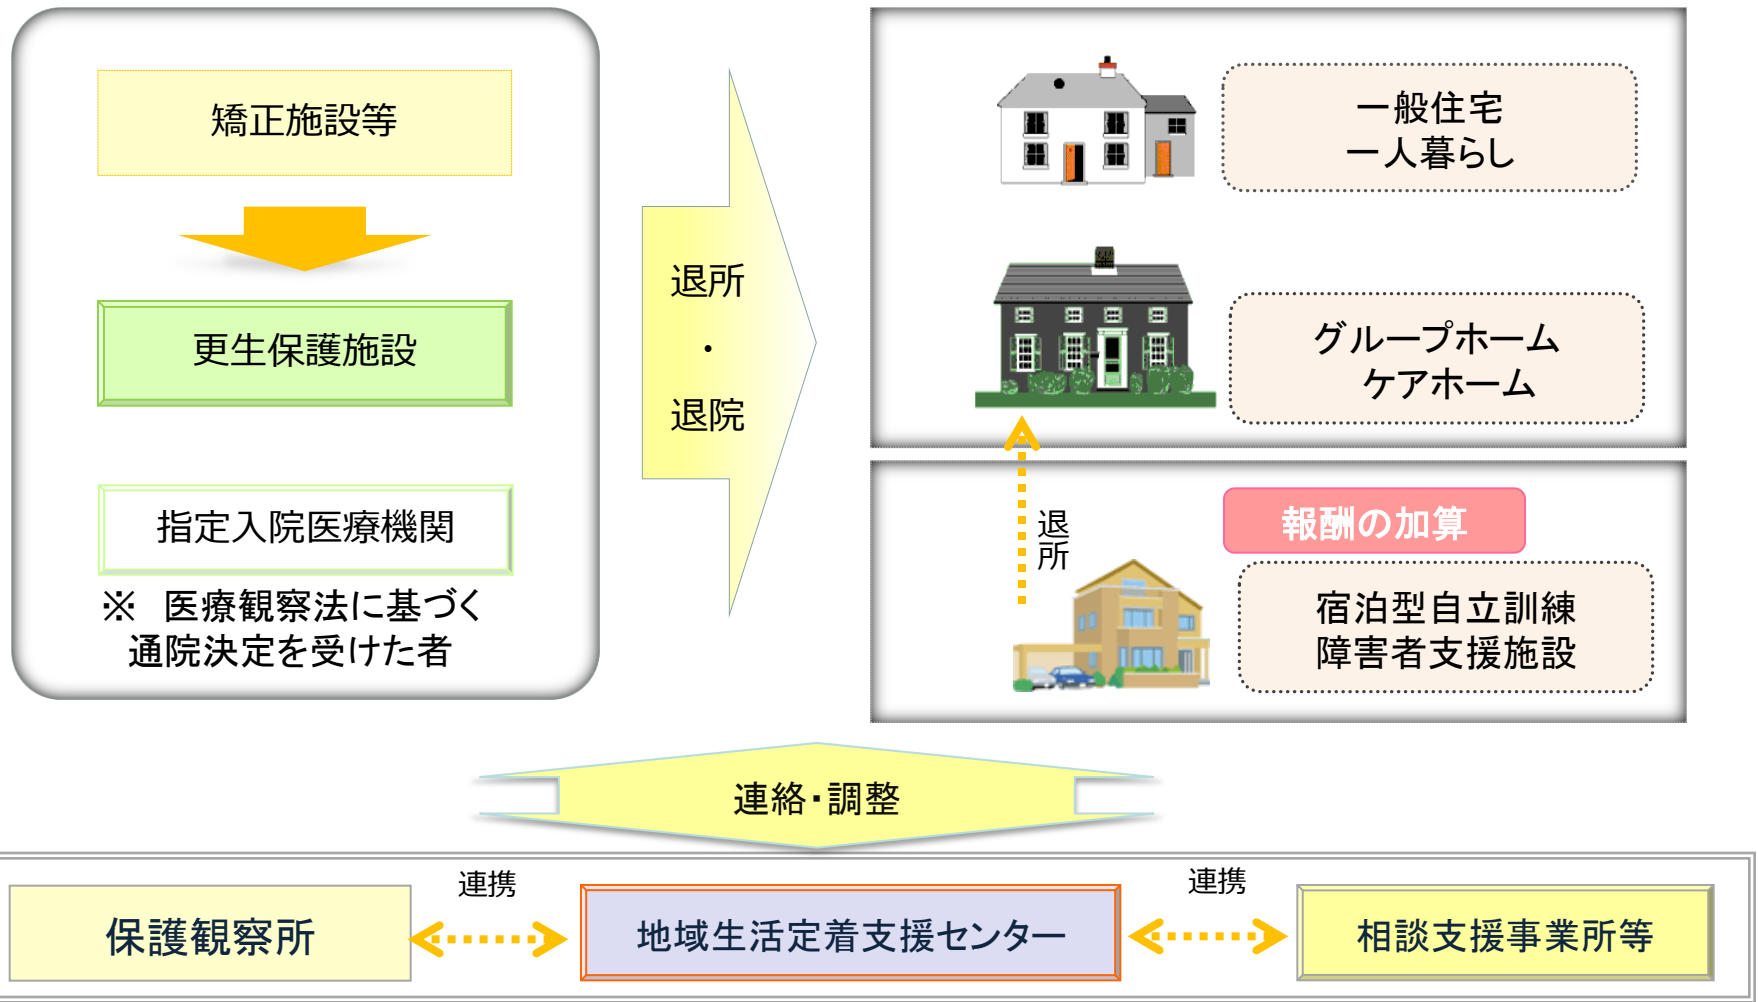 矯正施設等
更生保護施設
指定入院医療機関
※　医療観察法に基づく
通院決定を受けた者
退所
・
退院
一般住宅
一人暮らし
グループホーム
ケアホーム
退所
報酬の加算
宿泊型自立訓練
障害者支援施設
連絡・調整
保護観察所
連携
地域生活定着支援センター
連携
相談支援事業所等